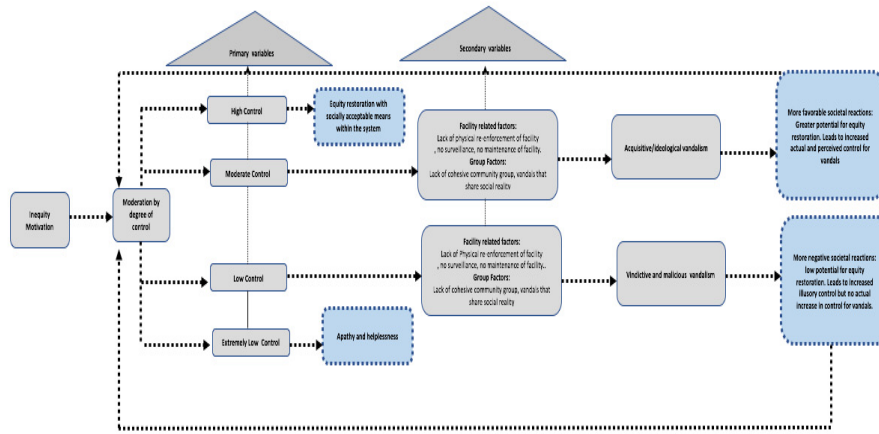 Primary variables
Secondary variables
High Control
Equity restoration with
socially acceptable means
within the system
Facility related factors:
Lack of physical re-enforcement of facility
, no surveillance, no maintenance of facility.
Group Factors:
Lack of cohesive community group, vandals that
share social reality
Acquisitive/ideological vandalism
More favorable societal reactions:
Greater potential for equity
restoration. Leads to increased
actual and perceived control for
vandals
Moderate Control
Inequity
Motivation
Moderation by
degree of
control
Low Control
Facility related factors:
Lack of Physical re-enforcement of facility
, no surveillance, no maintenance of facility..
Group Factors:
Lack of cohesive community group, vandals that
share social reality
Vindictive and malicious vandalism
More negative societal reactions:
low potential for equity
restoration. Leads to increased
illusory control but no actual
increase in control for vandals.
Extremely Low Control
Apathy and helplessness